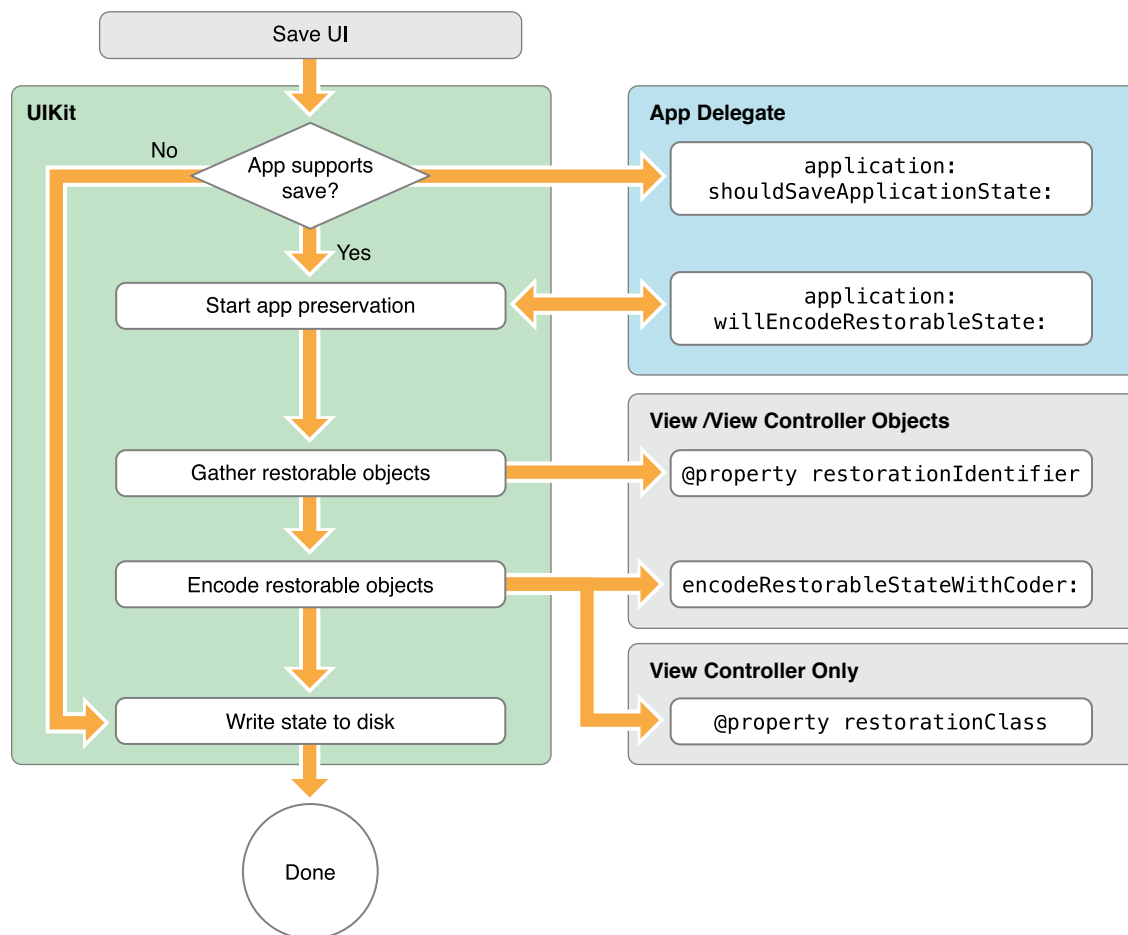 Save UI
UIKit
No
App supports
save?
Yes
Start app preservation
Gather restorable objects
Encode restorable objects
Write state to disk
Done
App Delegate
application:
shouldSaveApplicationState:
application:
willEncodeRestorableState:
View /View Controller Objects
@property restorationIdentifier
encodeRestorableStateWithCoder:
View Controller Only
@property restorationClass